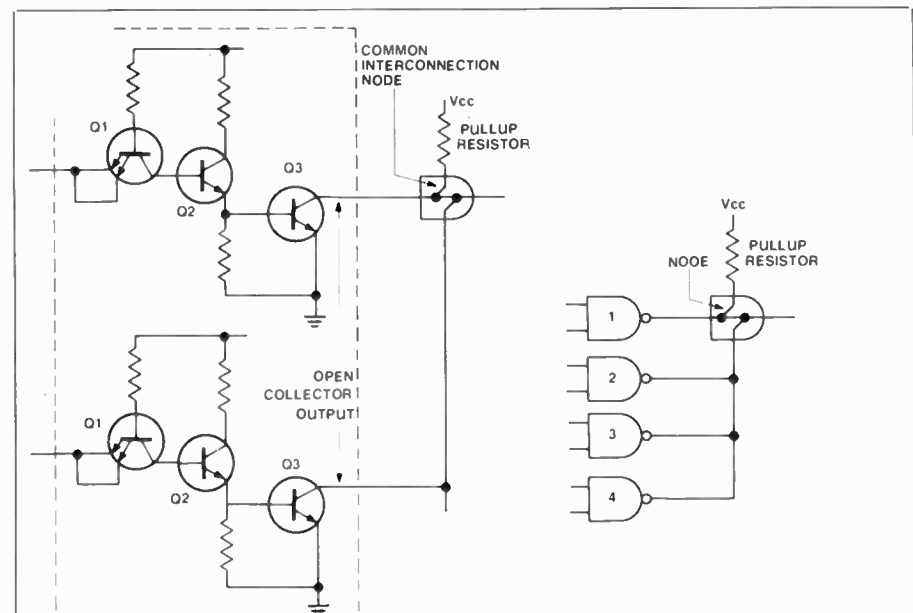 COMMON
INTERCONNECTION
NODE
Vcc
PULLUP
RESISTOR
Q1
Q2
Q3
OPEN
COLLECTOR
OUTPUT
Q1
Q2
Q3
Vcc
PULLUP
RESISTOR
NOOE
1
2
3
4